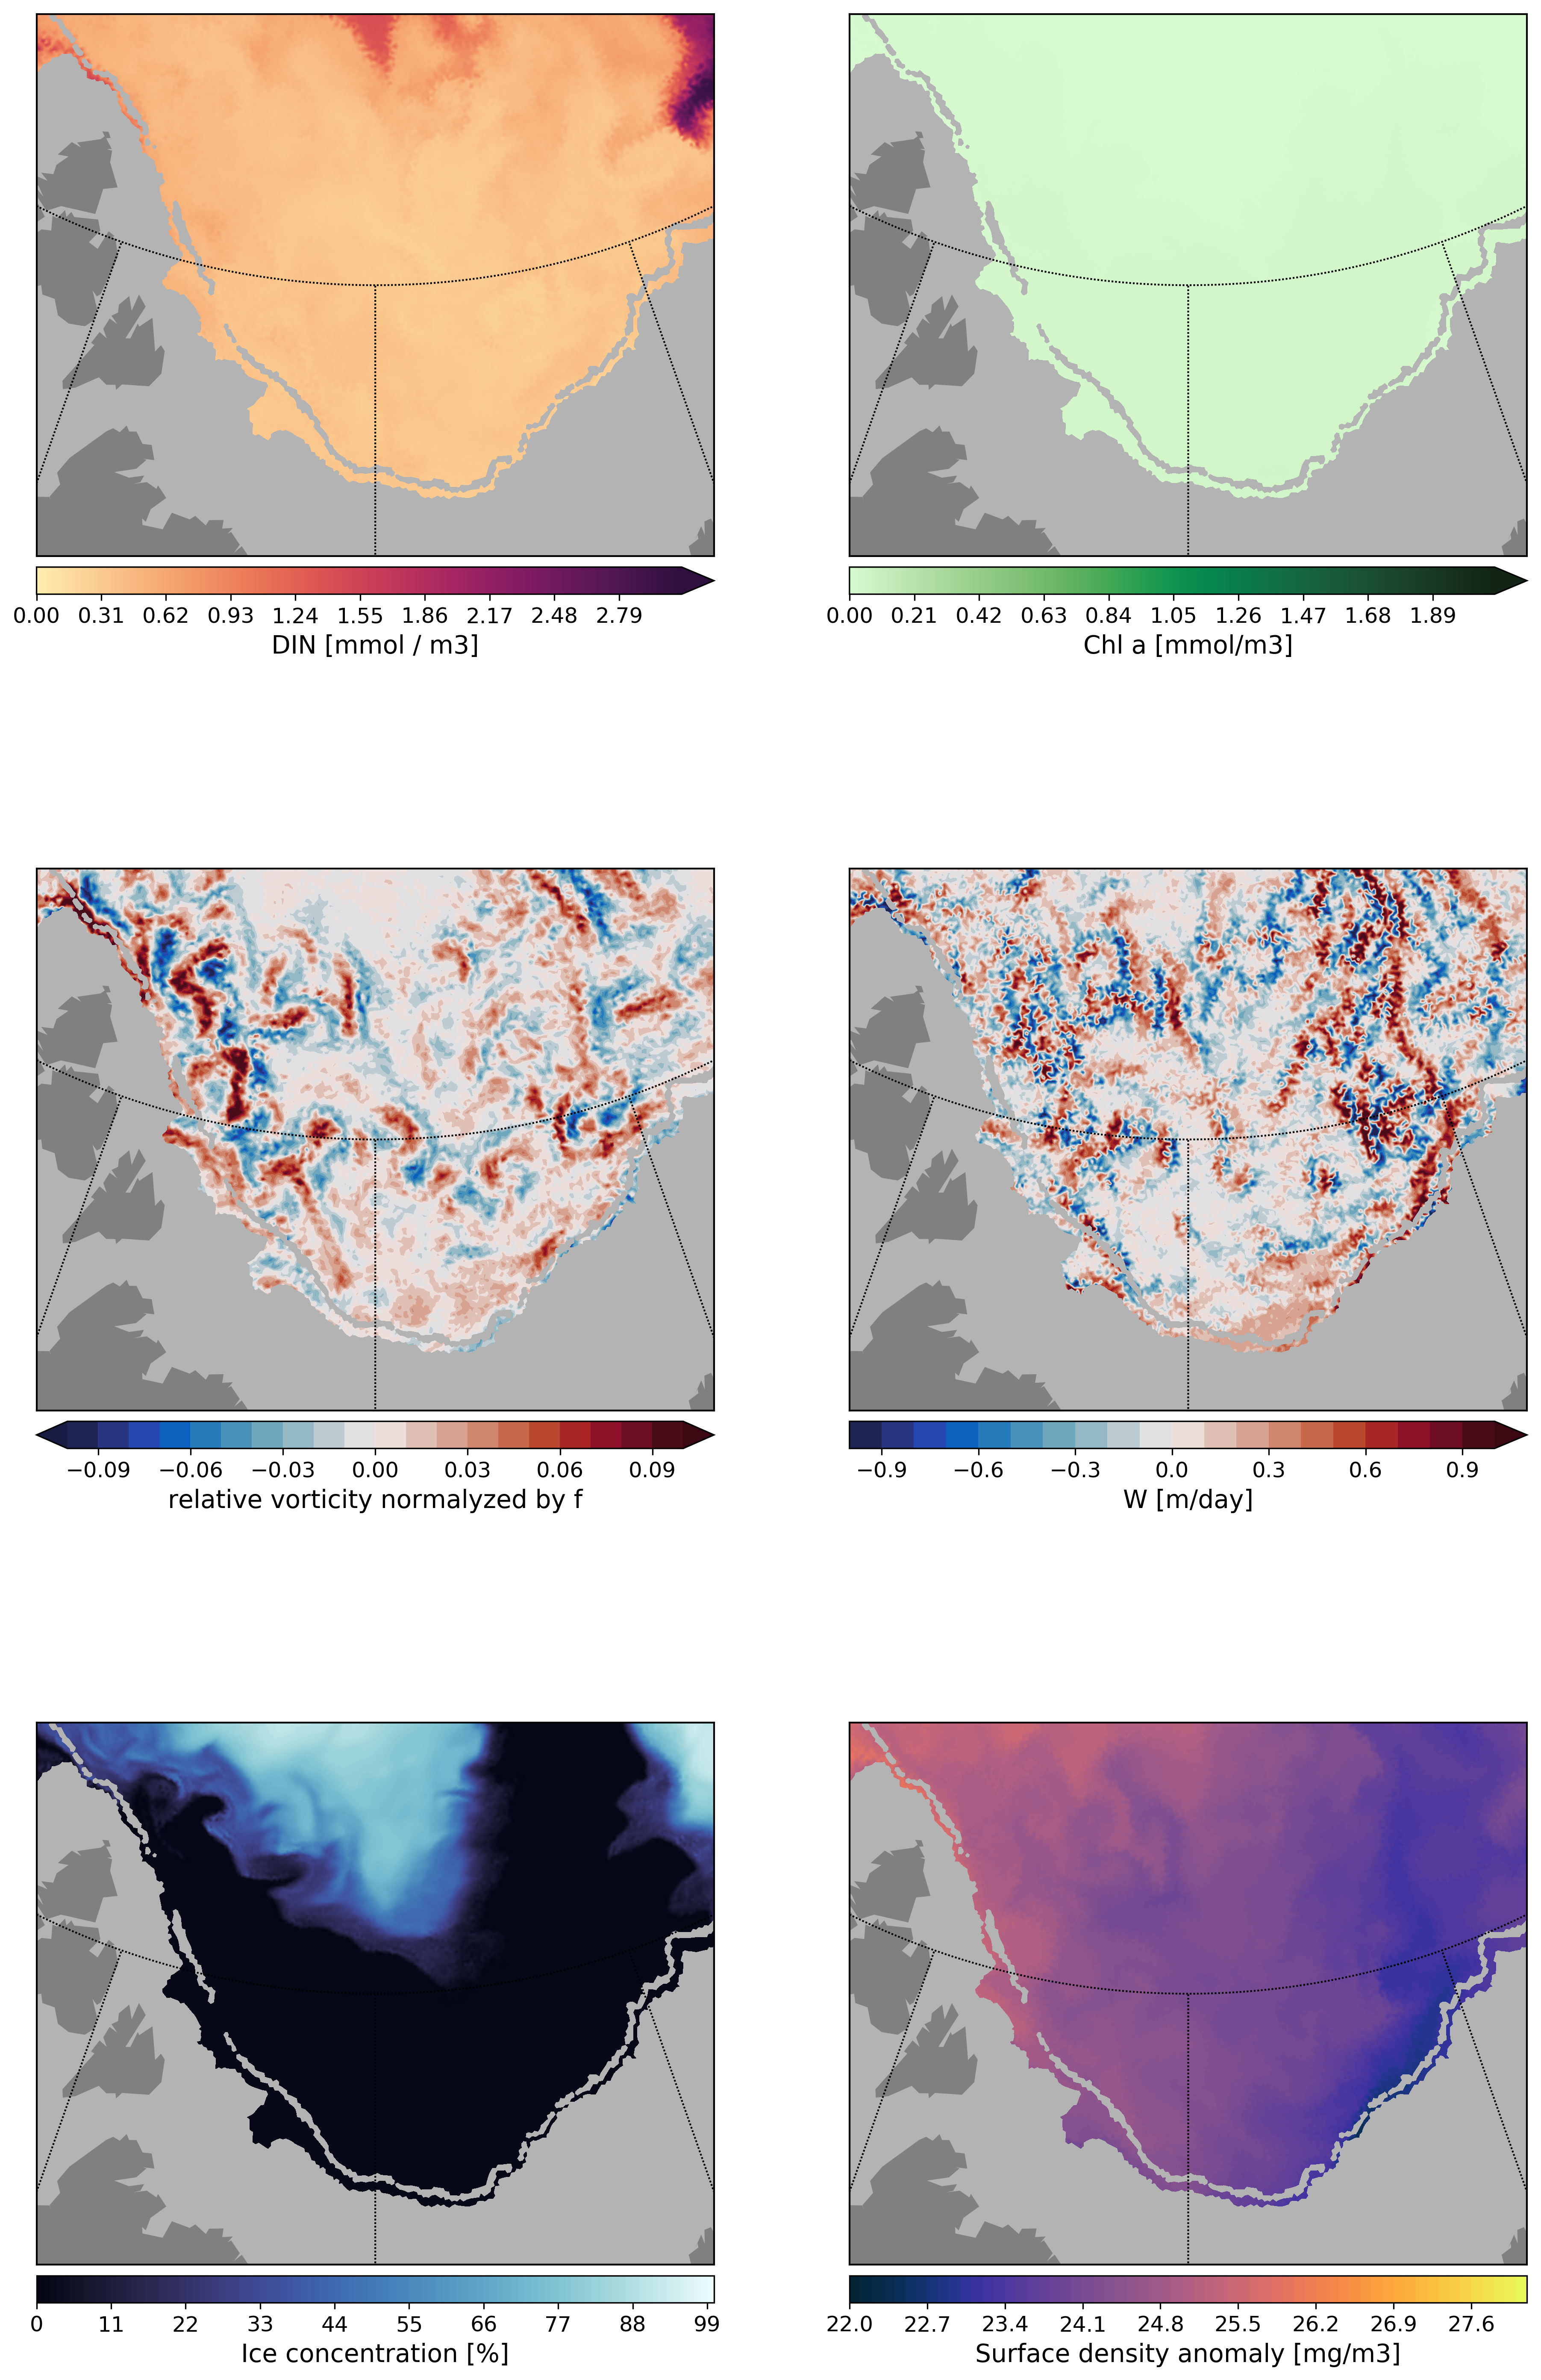 0.00 0.31 0.62 0.93 1.24 1.55 1.86 2.17 2.48 2.79
DIN [mmol / m3]
0.00 0.21 0.42 0.63 0.84 1.05 1.26 1.47 1.68 1.89
Chl a [mmol/m3]
−0.09 −0.06 −0.03 0.00 0.03 0.06 0.09
relative vorticity normalyzed by f
−0.9 −0.6 −0.3 0.0 0.3 0.6 0.9
W [m/day]
0 11 22 33 44 55 66 77 88 99
Ice concentration [%]
22.0 22.7 23.4 24.1 24.8 25.5 26.2 26.9 27.6
Surface density anomaly [mg/m3]